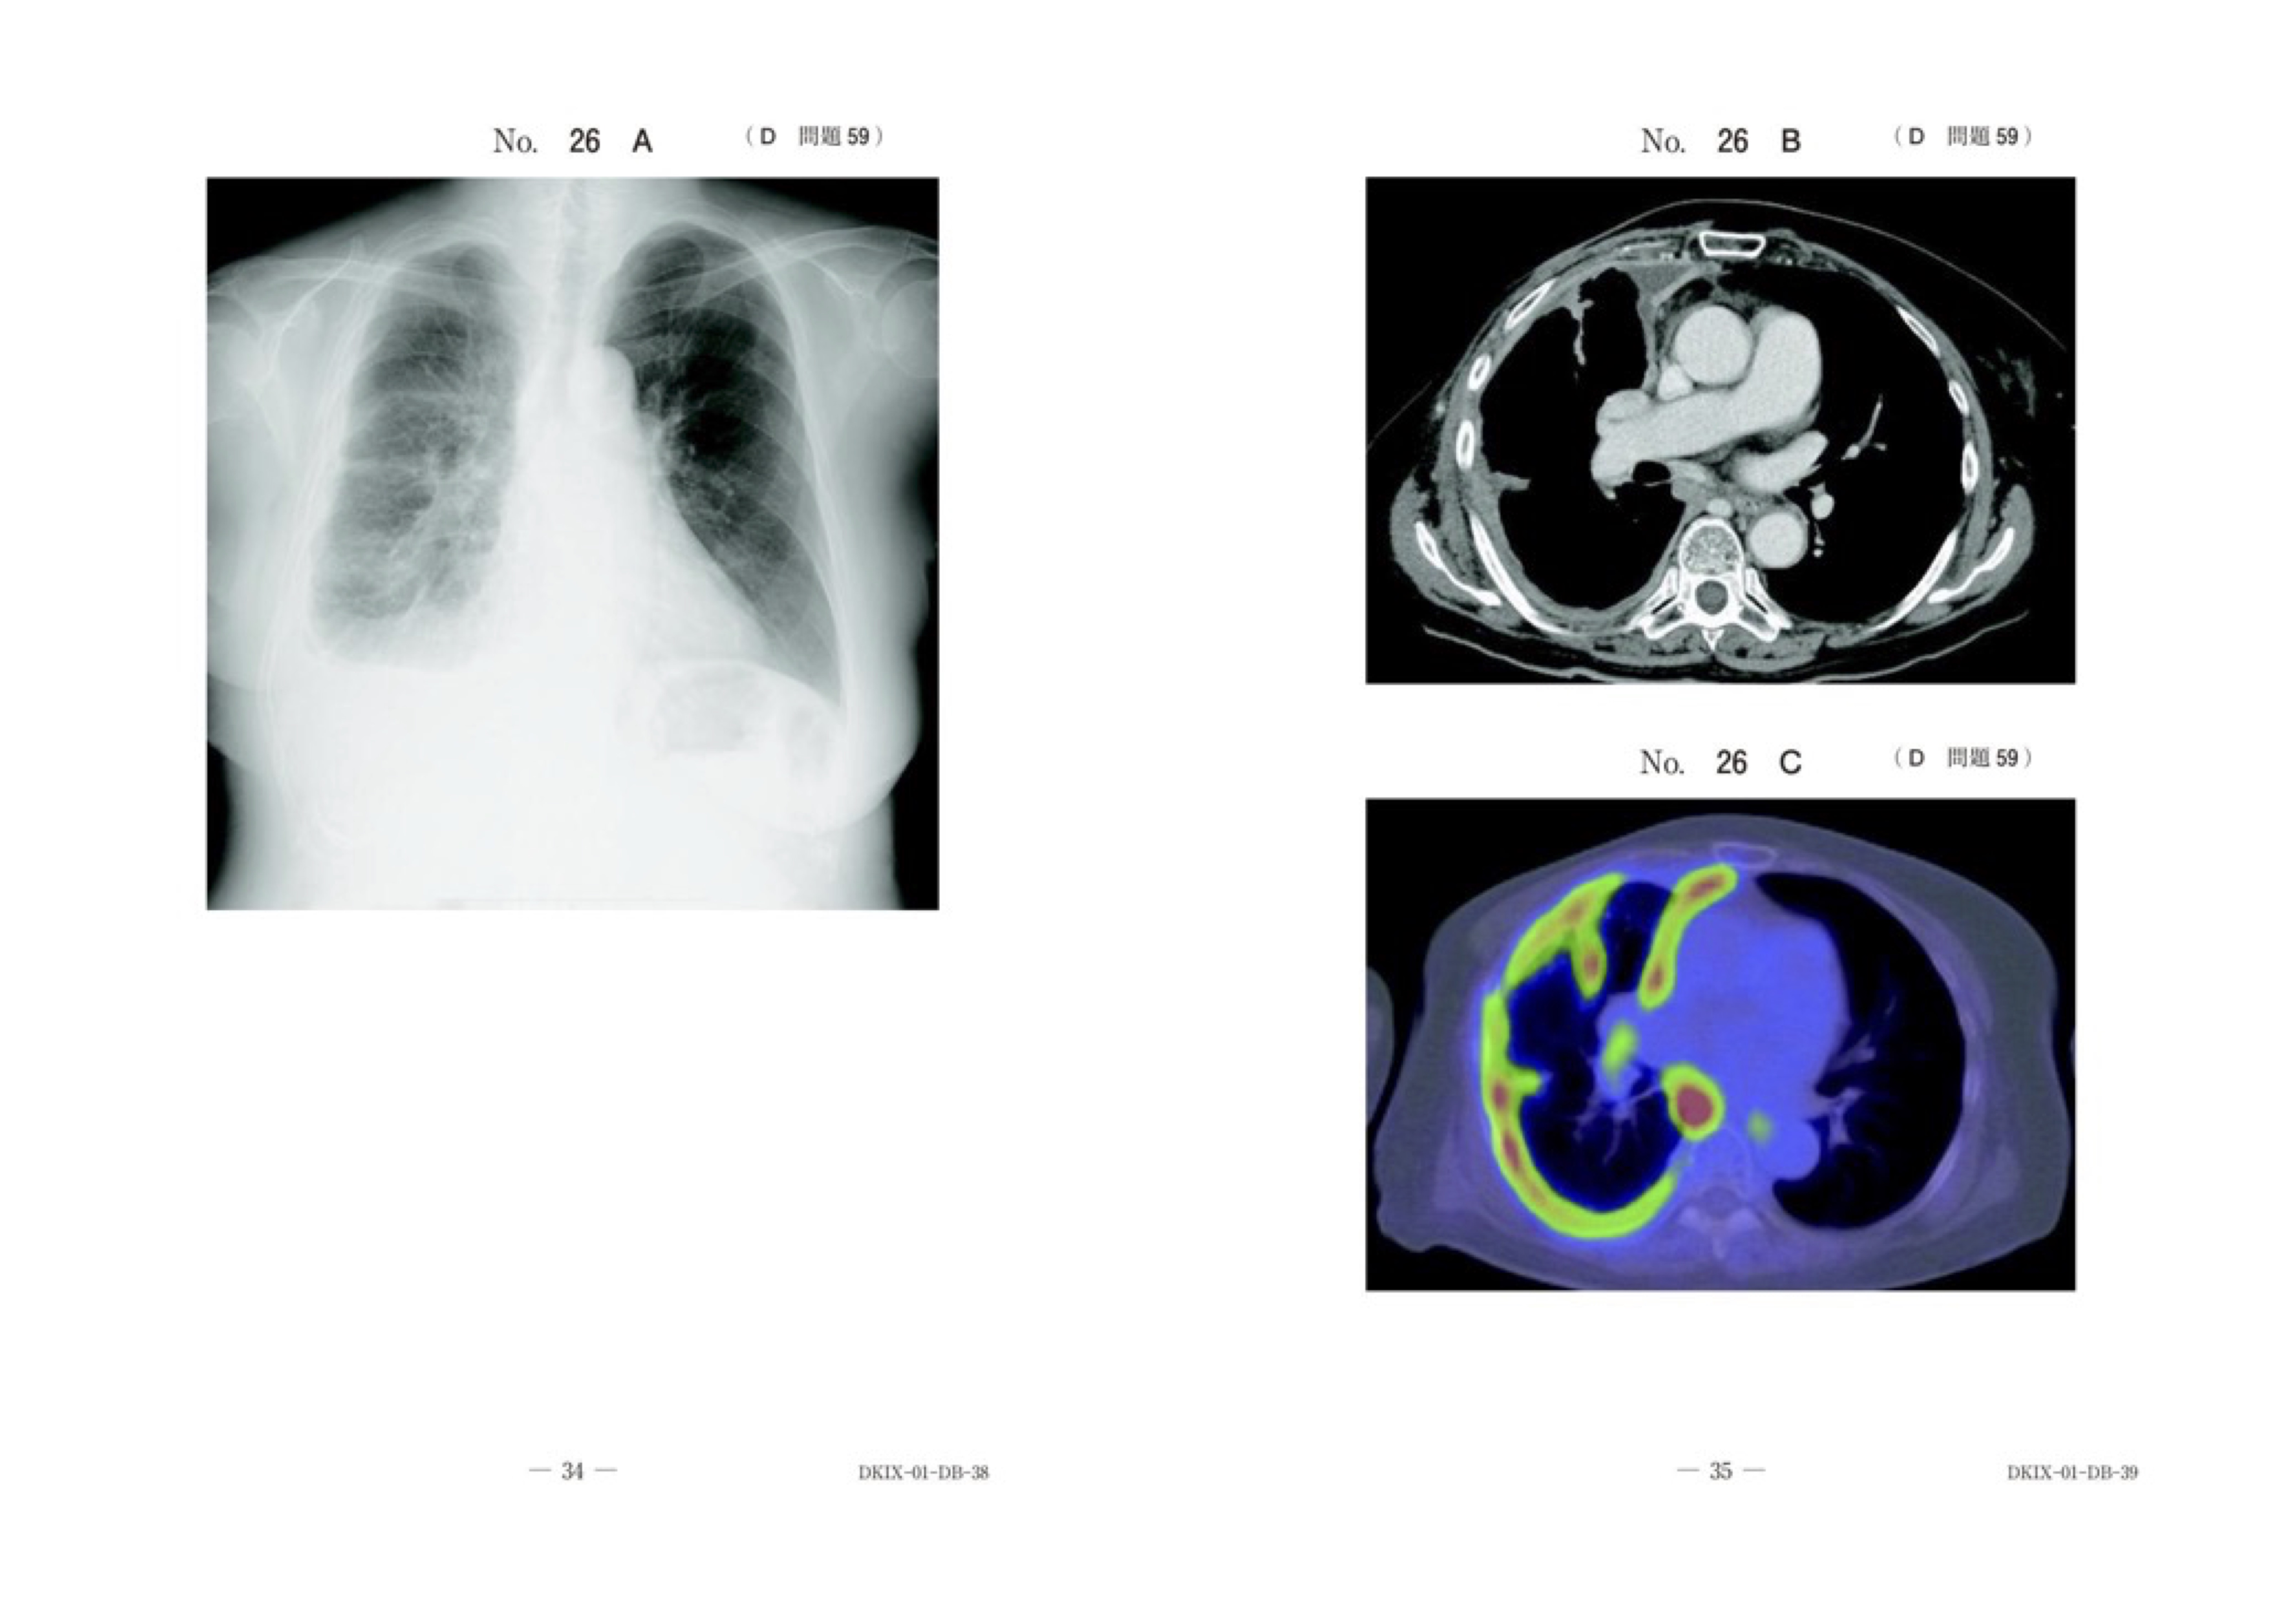 No. 26 A (D 問題 59)
No. 26 B (D 問題 59)
No. 26 C (D 問題 59)
— 34 —
DKIX-01-DB-38
— 35 —
DKIX-01-DB-39